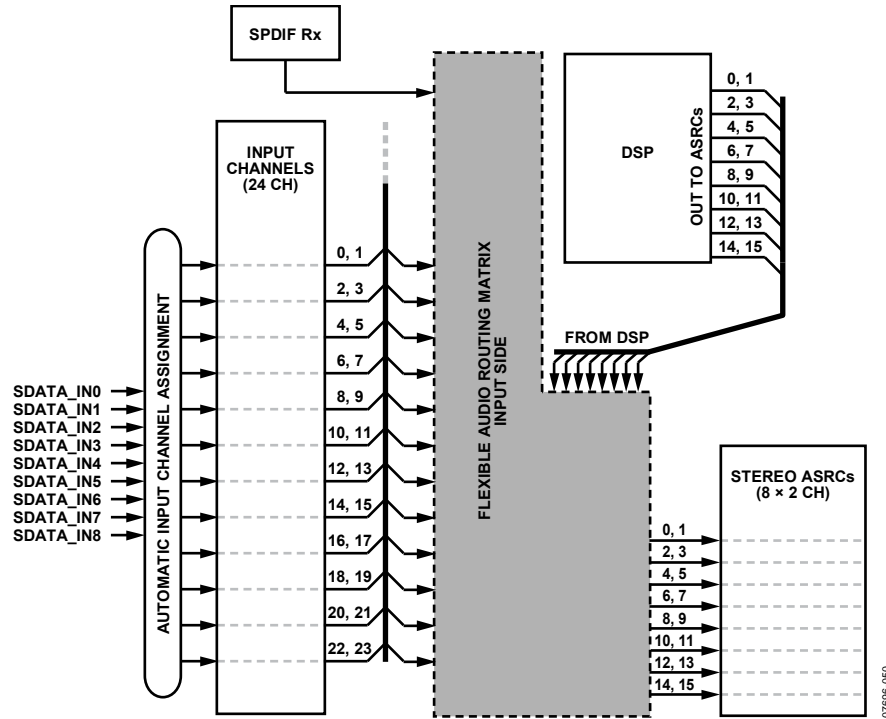 SPDIF Rx
INPUT
CHANNELS
(24 CH)
DSP
OUT TO ASRCs
0, 1
2, 3
4, 5
6, 7
8, 9
10, 11
12, 13
14, 15
AUTOMATIC INPUT CHANNEL ASSIGNMENT
SDATA_IN0
SDATA_IN1
SDATA_IN2
SDATA_IN3
SDATA_IN4
SDATA_IN5
SDATA_IN6
SDATA_IN7
SDATA_IN8
0, 1
2, 3
4, 5
6, 7
8, 9
10, 11
12, 13
14, 15
16, 17
18, 19
20, 21
22, 23
FLEXIBLE AUDIO ROUTING MATRIX
INPUT SIDE
FROM DSP
0, 1
2, 3
4, 5
6, 7
8, 9
10, 11
12, 13
14, 15
STEREO ASRCs
(8 × 2 CH)
07696-059